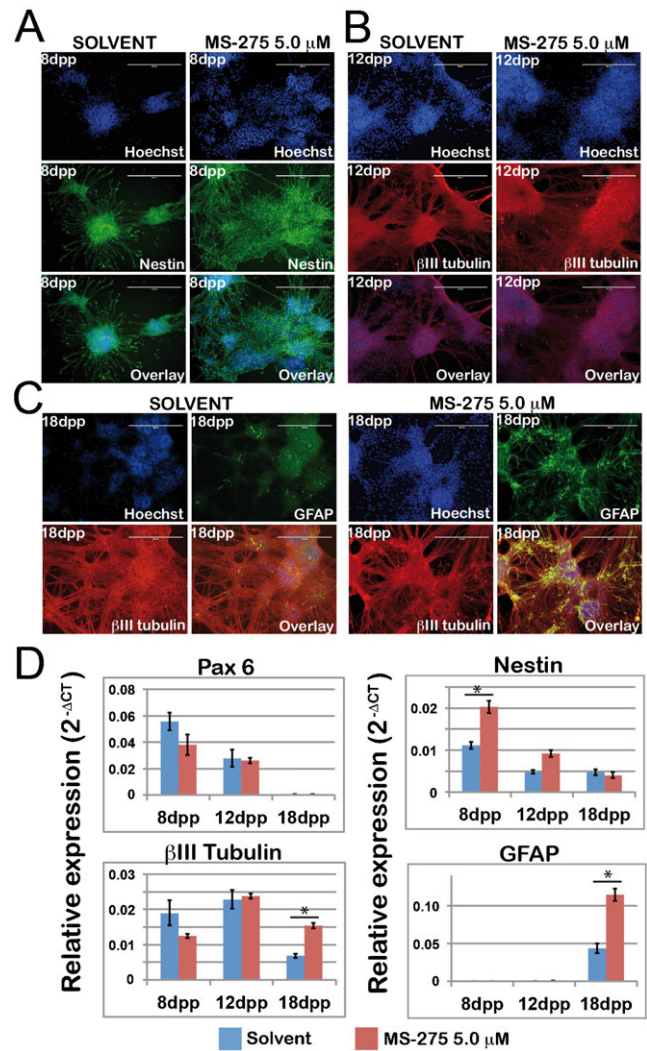 A
SOLVENT MS-275 5.0 μM
8dpp 8dpp
Hoechst Hoechst
8dpp 8dpp
Nestin Nestin
8dpp 8dpp
Overlay Overlay
B
SOLVENT MS-275 5.0 μM
12dpp 12dpp
Hoechst Hoechst
12dpp 12dpp
βIII tubulin βIII tubulin
12dpp 12dpp
Overlay Overlay
C
SOLVENT MS-275 5.0 μM
18dpp 18dpp 18dpp 18dpp
Hoechst GFAP Hoechst GFAP
18dpp 18dpp 18dpp 18dpp
βIII tubulin Overlay βIII tubulin Overlay
D
Relative expression (2-ΔCT)
Pax 6
0.08
0.06
0.04
0.02
0
8dpp 12dpp 18dpp
βIII Tubulin
0.03
0.02
0.01
0
*
8dpp 12dpp 18dpp
Relative expression (2-ΔCT)
Nestin
*
0.02
0.01
0
8dpp 12dpp 18dpp
GFAP
*
0.10
0.05
0
8dpp 12dpp 18dpp
Solvent MS-275 5.0 μM